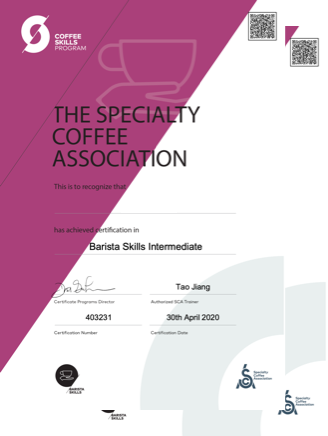 COFFEE
SKILLS
PROGRAM
THE SPECIALTY
COFFEE
ASSOCIATION
This is to recognize that
has achieved certification in
Barista Skills Intermediate
Tao Jiang
Certificate Programs Director
Authorized SCA Trainer
403231
30th April 2020
Certification Number
Certification Date
BARISTA
SKILLS
Specialty
Coffee
Association
BARISTA
SKILLS
Specialty
Coffee
Association